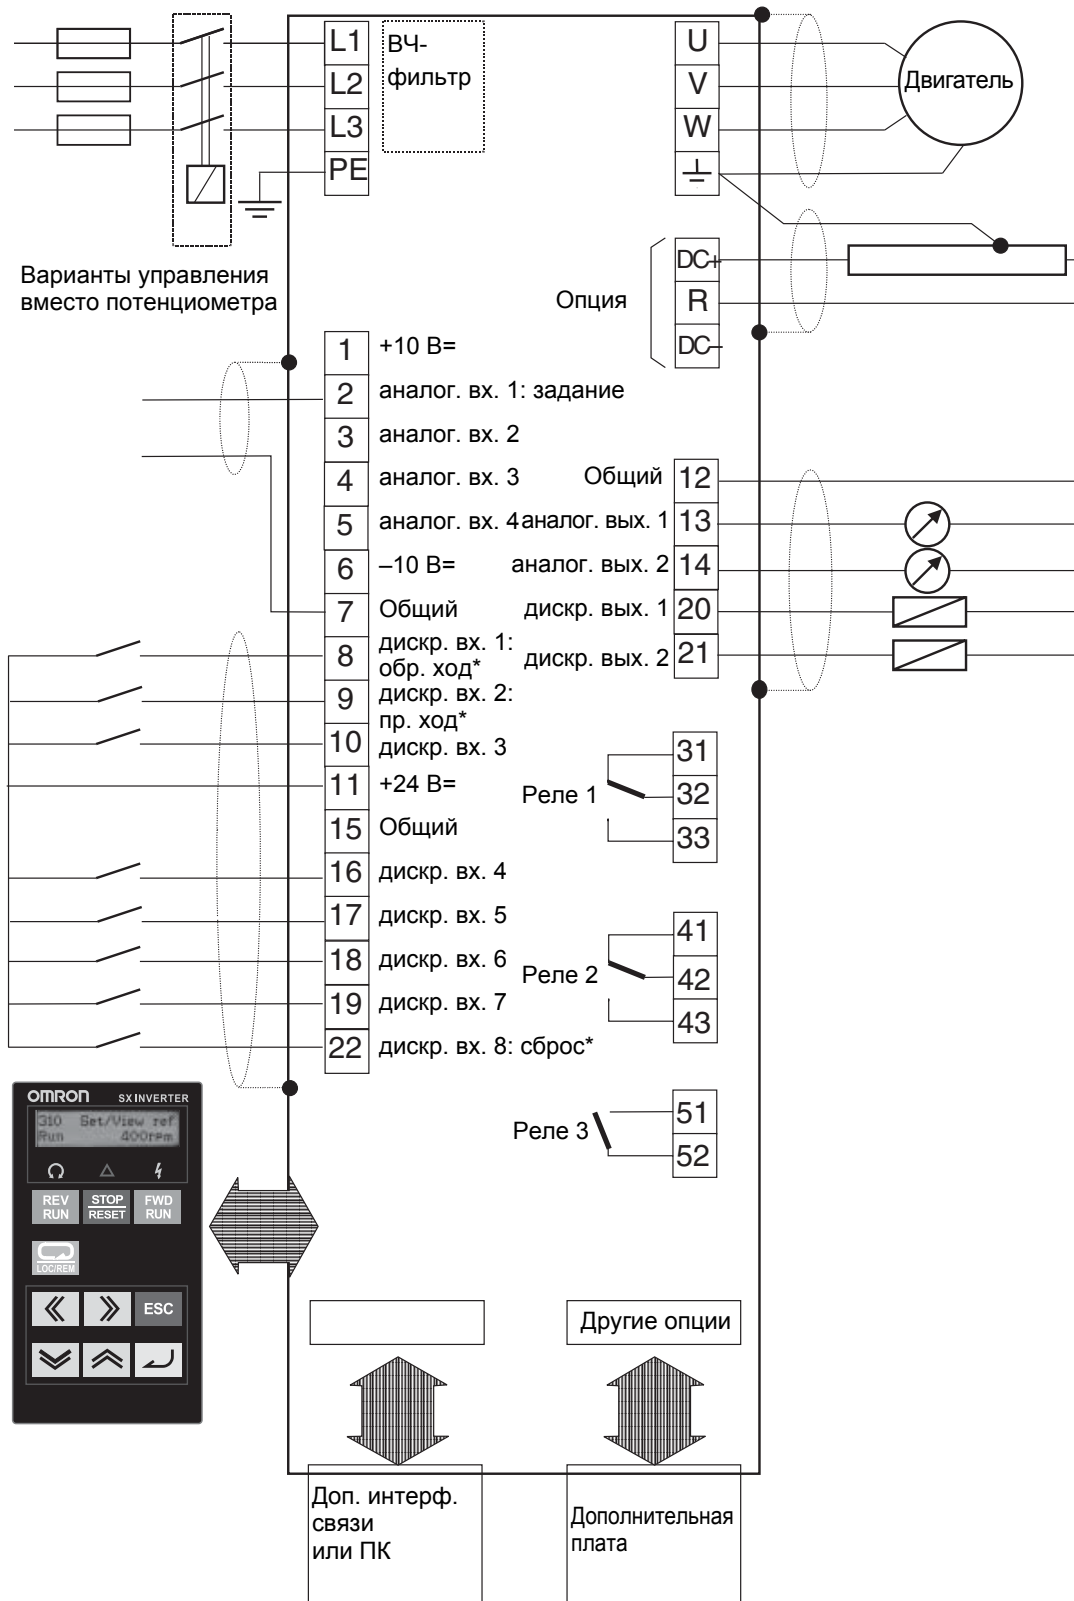 L1
ВЧ-
фильтр
L2
L3
PE
U
V
W
Двигатель
Варианты управления
вместо потенциометра
Опция
DC+
R
DC-
1 +10 В=
2 аналог. вх. 1: задание
3 аналог. вх. 2
4 аналог. вх. 3
5 аналог. вх. 4
6 –10 В=
7 Общий
8 дискр. вх. 1:
обр. ход*
9 дискр. вх. 2:
пр. ход*
10 дискр. вх. 3
11 +24 В=
15 Общий
16 дискр. вх. 4
17 дискр. вх. 5
18 дискр. вх. 6
19 дискр. вх. 7
22 дискр. вх. 8: сброс*
Общий 12
аналог. вых. 1 13
аналог. вых. 2 14
дискр. вых. 1 20
дискр. вых. 2 21
Реле 1
31
32
33
Реле 2
41
42
43
Реле 3
51
52
OMRON SX INVERTER
310 Set/View ref
Run 400rpm
REV
RUN
STOP
RESET
FWD
RUN
LOC/REM
ESC
Другие опции
Доп. интерф.
связи
или ПК
Дополнительная
плата